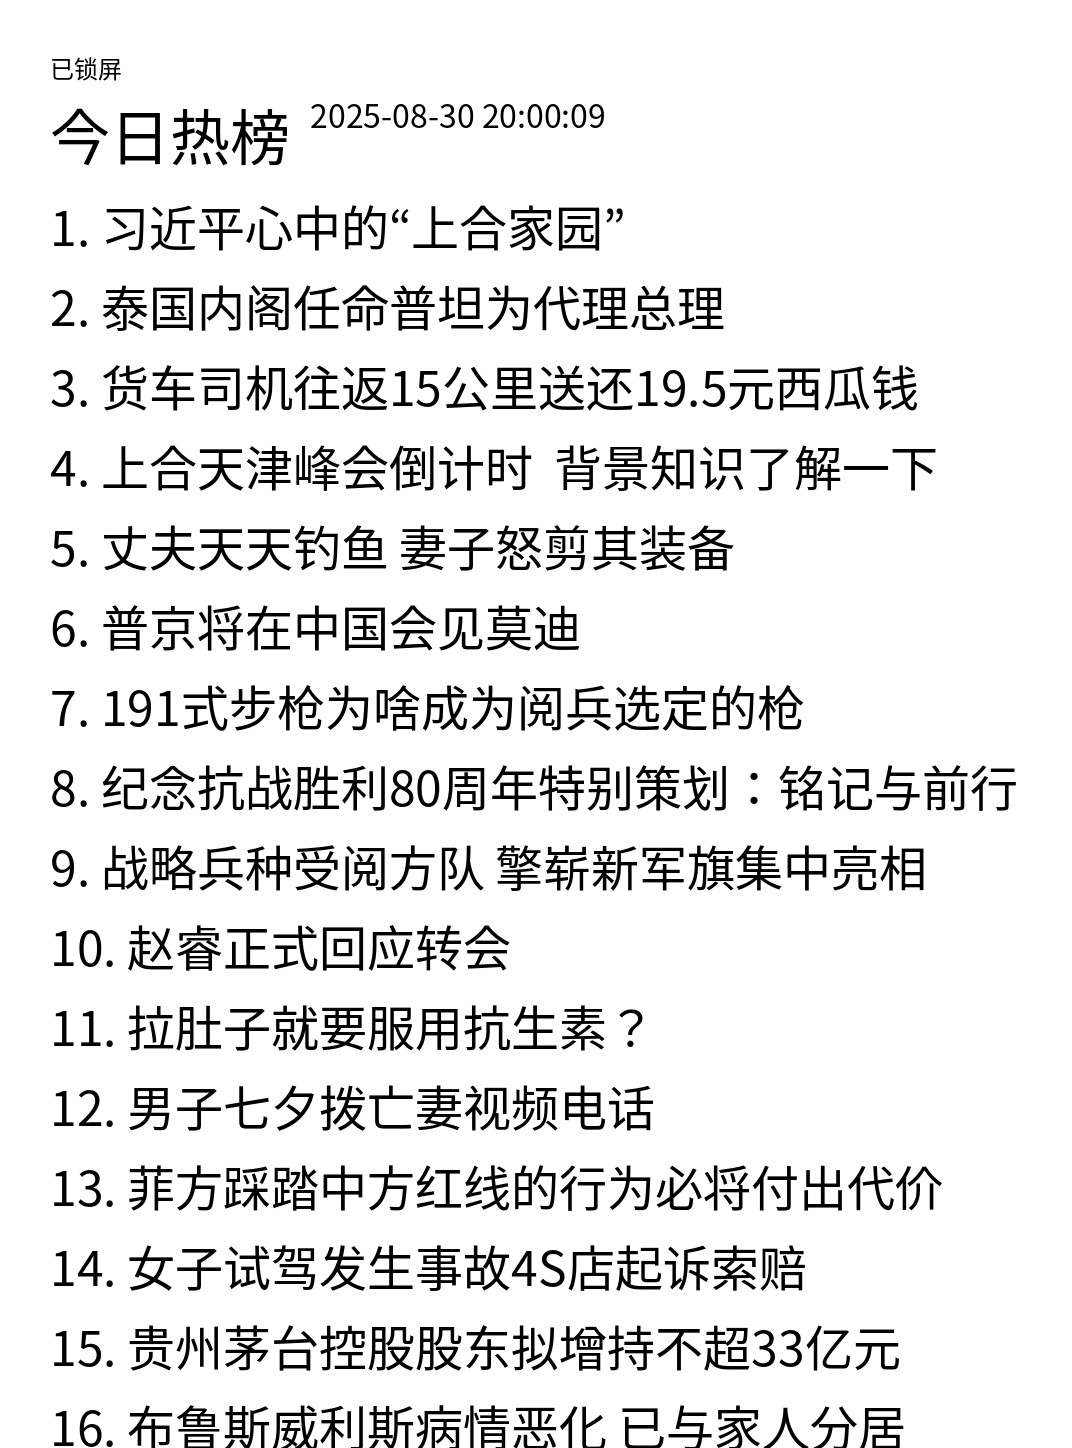 已锁屏
今日热榜 2025-08-30 20:00:09
1. 习近平心中的“上合家园”
2. 泰国内阁任命普坦为代理总理
3. 货车司机往返15公里送还19.5元西瓜钱
4. 上合天津峰会倒计时  背景知识了解一下
5. 丈夫天天钓鱼 妻子怒剪其装备
6. 普京将在中国会见莫迪
7. 191式步枪为啥成为阅兵选定的枪
8. 纪念抗战胜利80周年特别策划：铭记与前行
9. 战略兵种受阅方队 擎崭新军旗集中亮相
10. 赵睿正式回应转会
11. 拉肚子就要服用抗生素？
12. 男子七夕拨亡妻视频电话
13. 菲方踩踏中方红线的行为必将付出代价
14. 女子试驾发生事故4S店起诉索赔
15. 贵州茅台控股股东拟增持不超33亿元
16. 布鲁斯威利斯病情恶化 已与家人分居